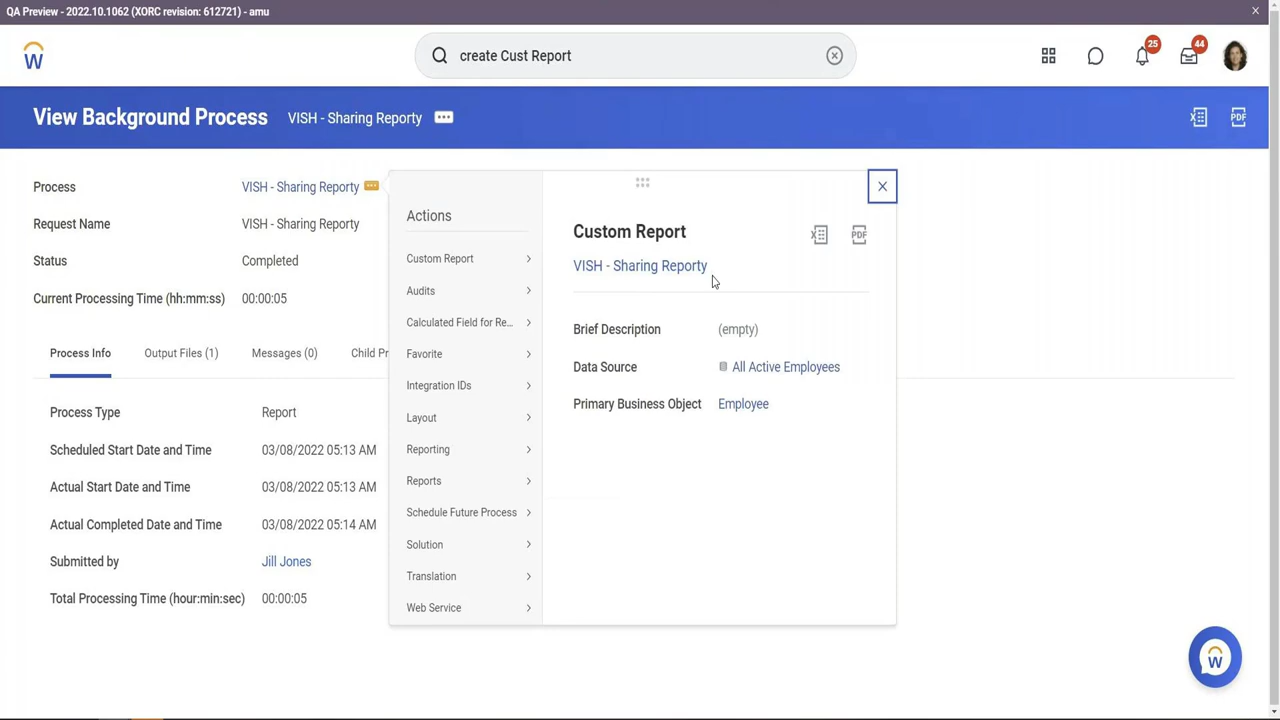 QA Preview - 2022.10.1062 (XORC revision: 612721) - amu
create Cust Report
25
44
View Background Process VISH - Sharing Reporty
PDF
Process VISH - Sharing Reporty
Request Name VISH - Sharing Reporty
Status Completed
Current Processing Time (hh:mm:ss) 00:00:05
Process Info Output Files (1) Messages (0) Child Pr
Process Type Report
Scheduled Start Date and Time 03/08/2022 05:13 AM
Actual Start Date and Time 03/08/2022 05:13 AM
Actual Completed Date and Time 03/08/2022 05:14 AM
Submitted by Jill Jones
Total Processing Time (hour:min:sec) 00:00:05
Actions
Custom Report
Audits
Calculated Field for Re...
Favorite
Integration IDs
Layout
Reporting
Reports
Schedule Future Process
Solution
Translation
Web Service
Custom Report
PDF
VISH - Sharing Reporty
Brief Description (empty)
Data Source All Active Employees
Primary Business Object Employee